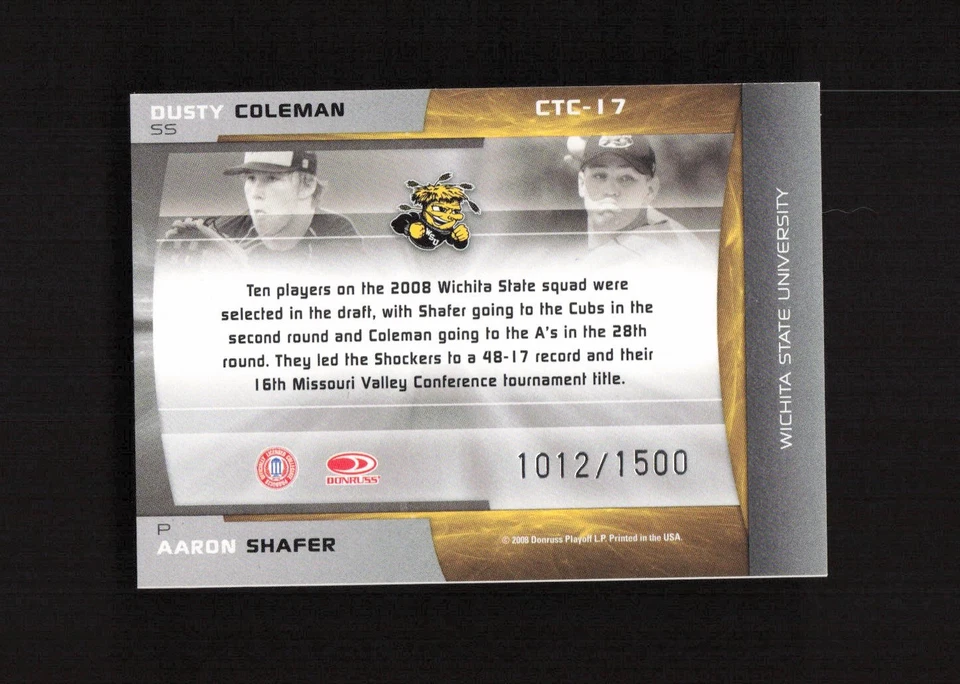 DUSTY COLEMAN
SS
CTC-17
WSU
Ten players on the 2008 Wichita State squad were
selected in the draft, with Shafer going to the Cubs in the
second round and Coleman going to the A's in the 28th
round. They led the Shockers to a 48-17 record and their
16th Missouri Valley Conference tournament title.
DONRUSS
1012/1500
P
AARON SHAFER
© 2008 Donruss Playoff L.P. Printed in the USA
WICHITA STATE UNIVERSITY